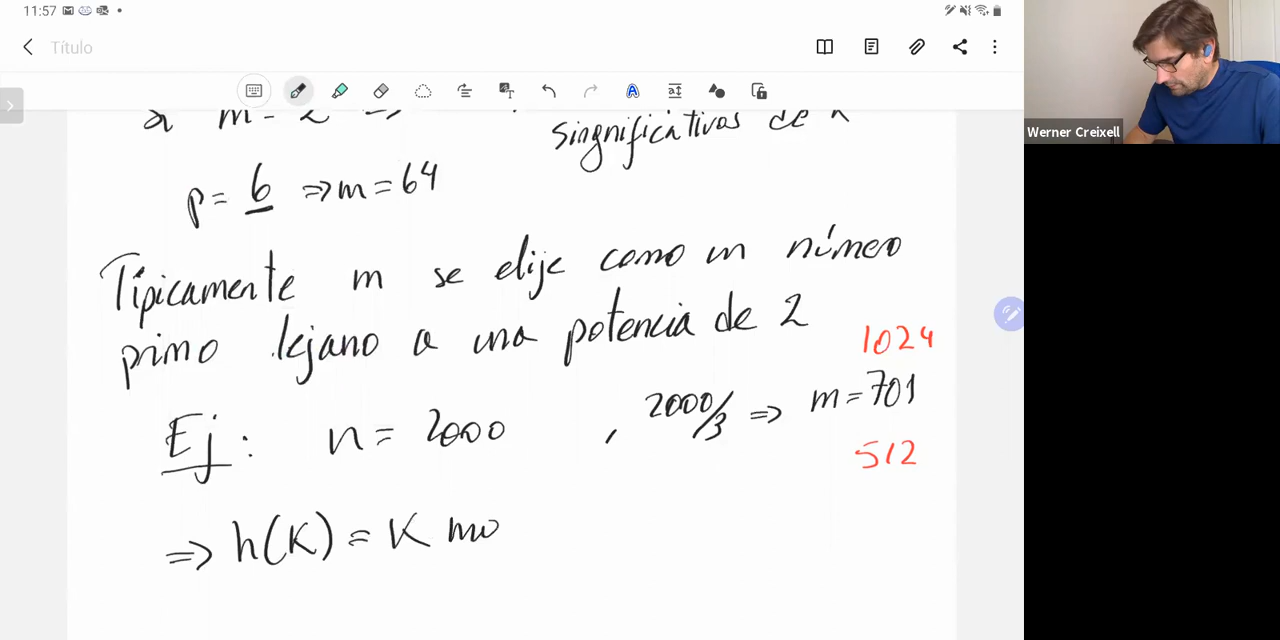 11:57
Título
Werner Creixell
singnificativos de
p = 6 ⇒ m = 64
Típicamente m se elije como un número
primo lejano a una potencia de 2
1024
Ej: n = 2000 , 2000/3 ⇒ m = 701
512
⇒ h(K) = K mo